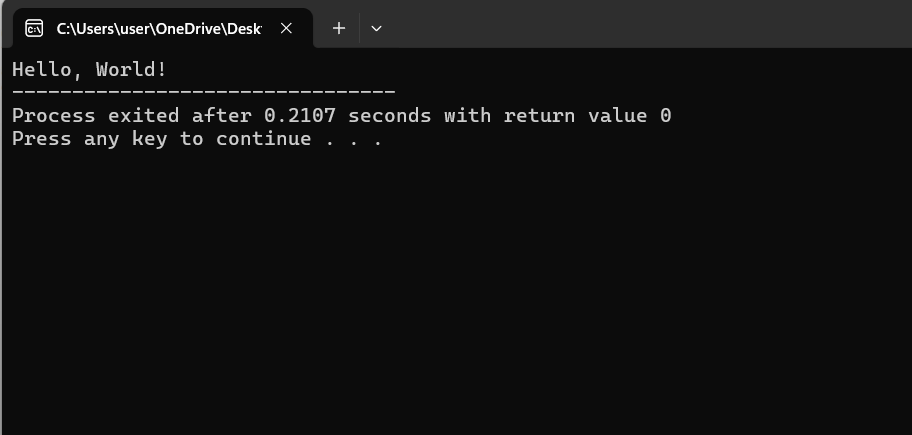 C:\Users\user\OneDrive\Desk
Hello, World!
--------------------------------
Process exited after 0.2107 seconds with return value 0
Press any key to continue . . .